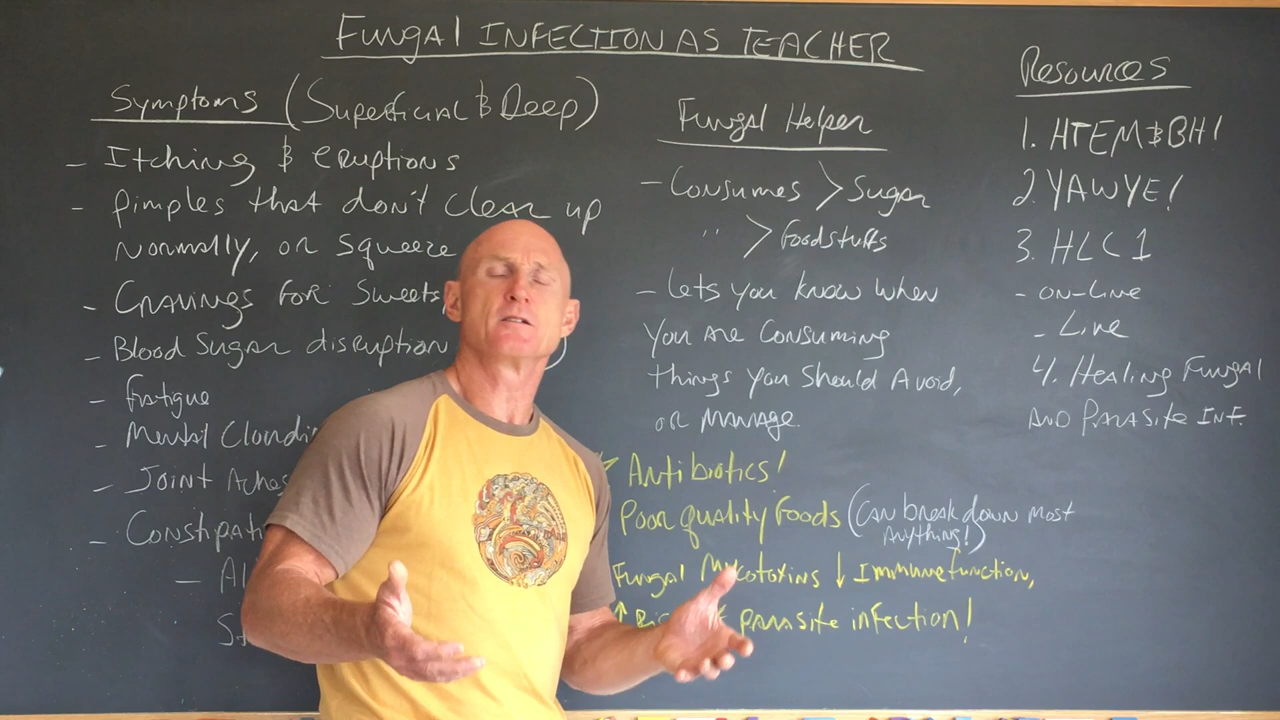 FUNGAL INFECTION AS TEACHER
Symptoms (Superficial & Deep)
- Itching & eruptions
- Pimples that don't clear up
normally, or squeeze
- Cravings for Sweets,
- Blood Sugar disruption )
- Fatigue
- Mental
- Joint Aches
- 
Fungal Helper
- Consumes > Sugar
" > Foodstuffs
- Lets you know when
you are consuming
things you should avoid,
or manage.
Antibiotics!
Poor quality foods (Can break down most
anything!)
Fungal Mycotoxins ↓ Immune function,
↑ parasite infection!
Resources
1. HTEM&BH!
2. YAWYE!
3. HLC 1
- on-line
- Live
4. Healing Fungal
and Parasite Inf.